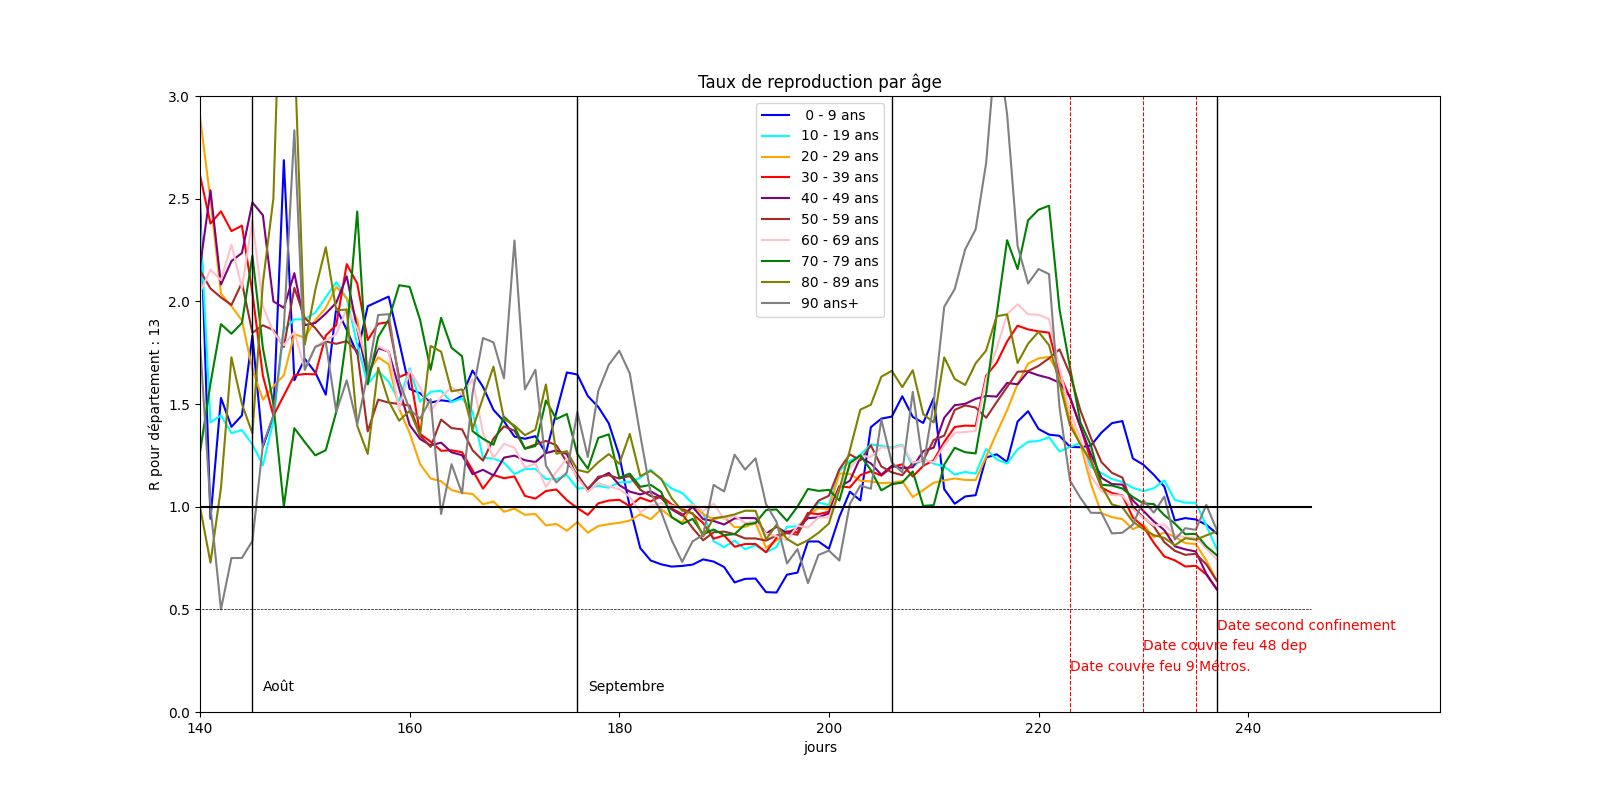 Taux de reproduction par âge
R pour département : 13
3.0
2.5
2.0
1.5
1.0
0.5
0.0
0 - 9 ans
10 - 19 ans
20 - 29 ans
30 - 39 ans
40 - 49 ans
50 - 59 ans
60 - 69 ans
70 - 79 ans
80 - 89 ans
90 ans+
Date second confinement
Date couvre feu 48 dep
Date couvre feu 9 Métros.
Août
Septembre
140
160
180
200
220
240
jours